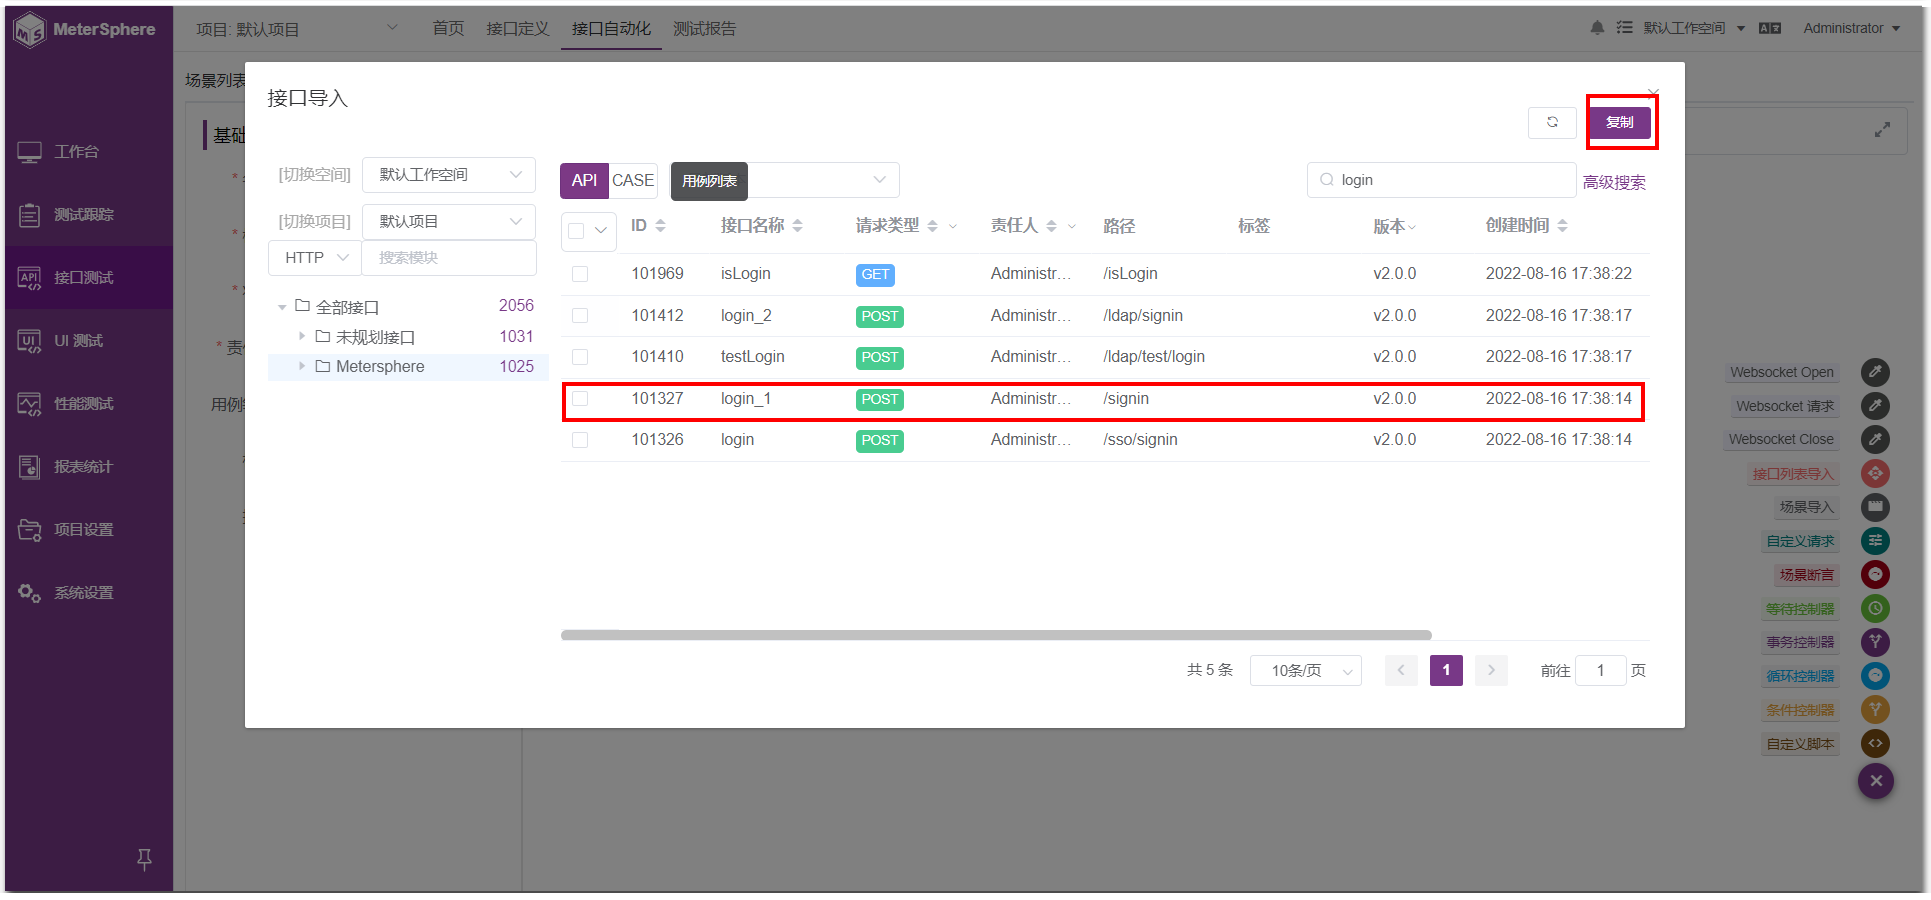 MeterSphere
项目: 默认项目
首页
接口定义
接口自动化
测试报告
默认工作空间
Administrator
场景列表
基础
工作台
测试跟踪
接口测试
UI 测试
性能测试
报表统计
项目设置
系统设置
* 责
用例
接口导入
复制
[切换空间]
默认工作空间
[切换项目]
默认项目
HTTP
搜索模块
全部接口 2056
未规划接口 1031
Metersphere 1025
API
CASE
用例列表
login
高级搜索
ID 接口名称 请求类型 责任人 路径 标签 版本 创建时间
101969 isLogin GET Administr... /isLogin v2.0.0 2022-08-16 17:38:22
101412 login_2 POST Administr... /ldap/signin v2.0.0 2022-08-16 17:38:17
101410 testLogin POST Administr... /ldap/test/login v2.0.0 2022-08-16 17:38:17
101327 login_1 POST Administr... /signin v2.0.0 2022-08-16 17:38:14
101326 login POST Administr... /sso/signin v2.0.0 2022-08-16 17:38:14
共 5 条
10条/页
1
前往 1 页
Websocket Open
Websocket 请求
Websocket Close
接口列表导入
场景导入
自定义请求
场景断言
等待控制器
事务控制器
循环控制器
条件控制器
自定义脚本